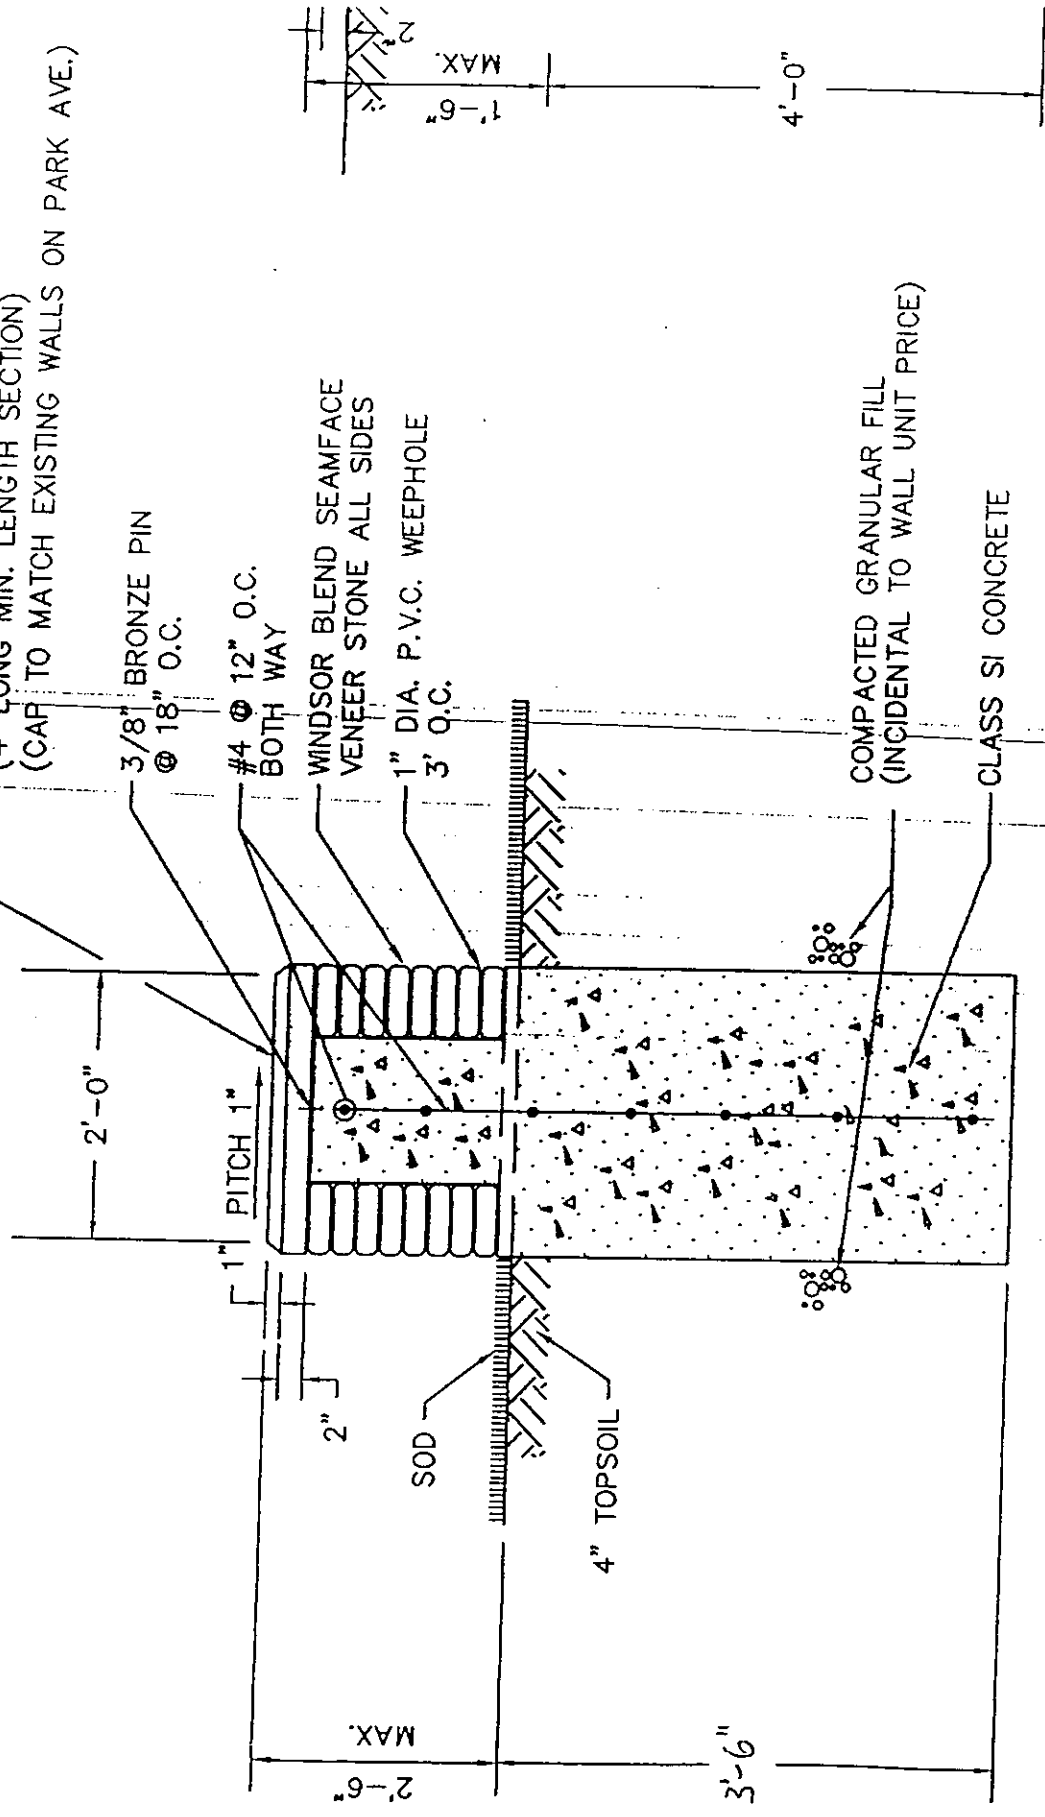 (4' LONG MIN. LENGTH SECTION)
(CAP TO MATCH EXISTING WALLS ON PARK AVE.)
3/8" BRONZE PIN
@ 18" O.C.
#4 @ 12" O.C.
BOTH WAY
WINDSOR BLEND SEAMFACE
VENEER STONE ALL SIDES
1" DIA. P.V.C. WEEPHOLE
3' O.C.
COMPACTED GRANULAR FILL
(INCIDENTAL TO WALL UNIT PRICE)
CLASS SI CONCRETE
2'-0"
PITCH 1"
1"
2"
SOD
4" TOPSOIL
2'-6"
MAX.
3'-6"
2"
1'-6"
MAX.
4'-0"